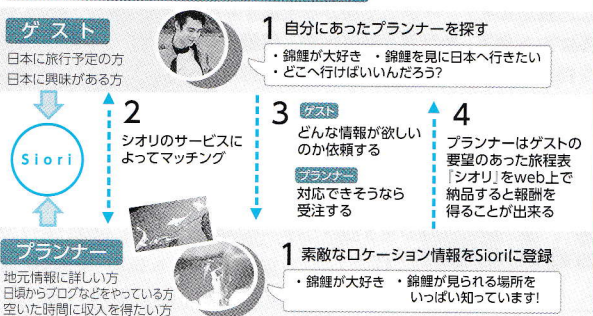 ゲスト
日本に旅行予定の方
日本に興味がある方
1 自分にあったプランナーを探す
・錦鯉が大好き ・錦鯉を見に日本へ行きたい
・どこへ行けばいいんだろう?
Siori
2
シオリのサービスに
よってマッチング
3 ゲスト
どんな情報が欲しい
のか依頼する
プランナー
対応できそうなら
受注する
4
プランナーはゲストの
要望のあった旅程表
『シオリ』をweb上で
納品すると報酬を
得ることが出来る
プランナー
地元情報に詳しい方
日頃からブログなどをやっている方
空いた時間に収入を得たい方
1 素敵なロケーション情報をSioriに登録
・錦鯉が大好き ・錦鯉が見られる場所を
いっぱい知っています!